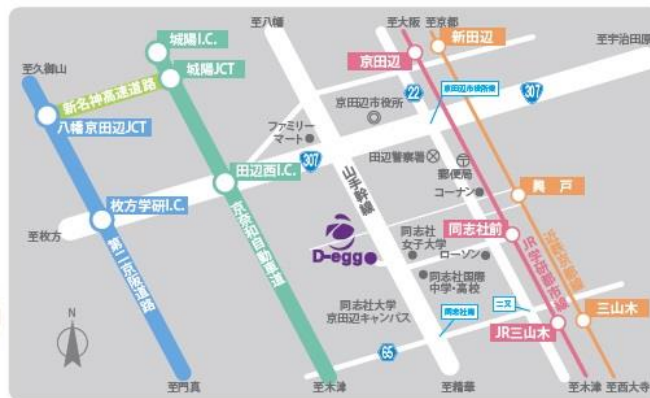 至八幡
至大阪
至京都
新田辺
至宇治田原
城陽I.C.
京田辺
至久御山
城陽JCT
22
京田辺市役所
307
新名神高速道路
八幡京田辺JCT
ファミリー
マート
307
田辺警察署
郵便局
コーナン
田辺西I.C.
山手幹線
興戸
枚方学研I.C.
至枚方
京奈和自動車道
D-egg
同志社
女子大学
同志社前
ローソン
同志社国際
中学・高校
JR学研都市線
近鉄京都線
第二京阪道路
同志社大学
京田辺キャンパス
二又
三山木
JR三山木
N
65
至門真
至木津
至精華
至木津
至西大寺